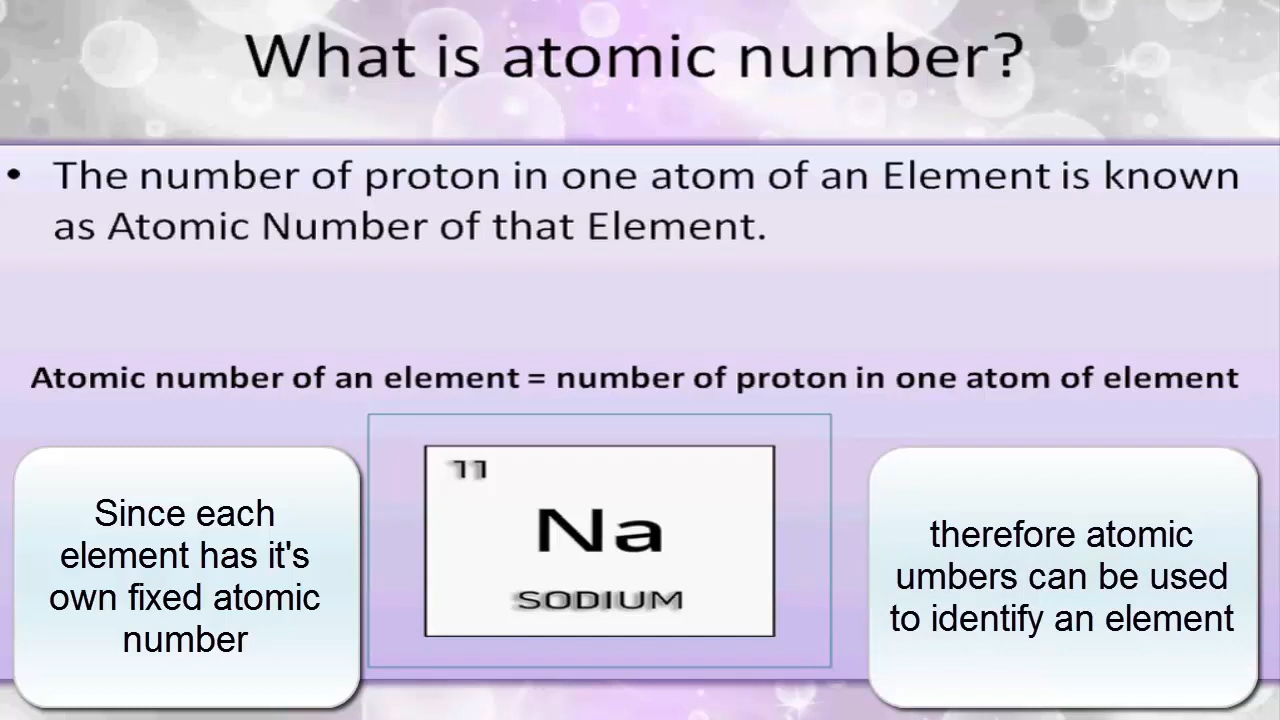 What is atomic number?
• The number of proton in one atom of an Element is known
as Atomic Number of that Element.
Atomic number of an element = number of proton in one atom of element
Since each
element has it's
own fixed atomic
number
11
Na
SODIUM
therefore atomic
umbers can be used
to identify an element